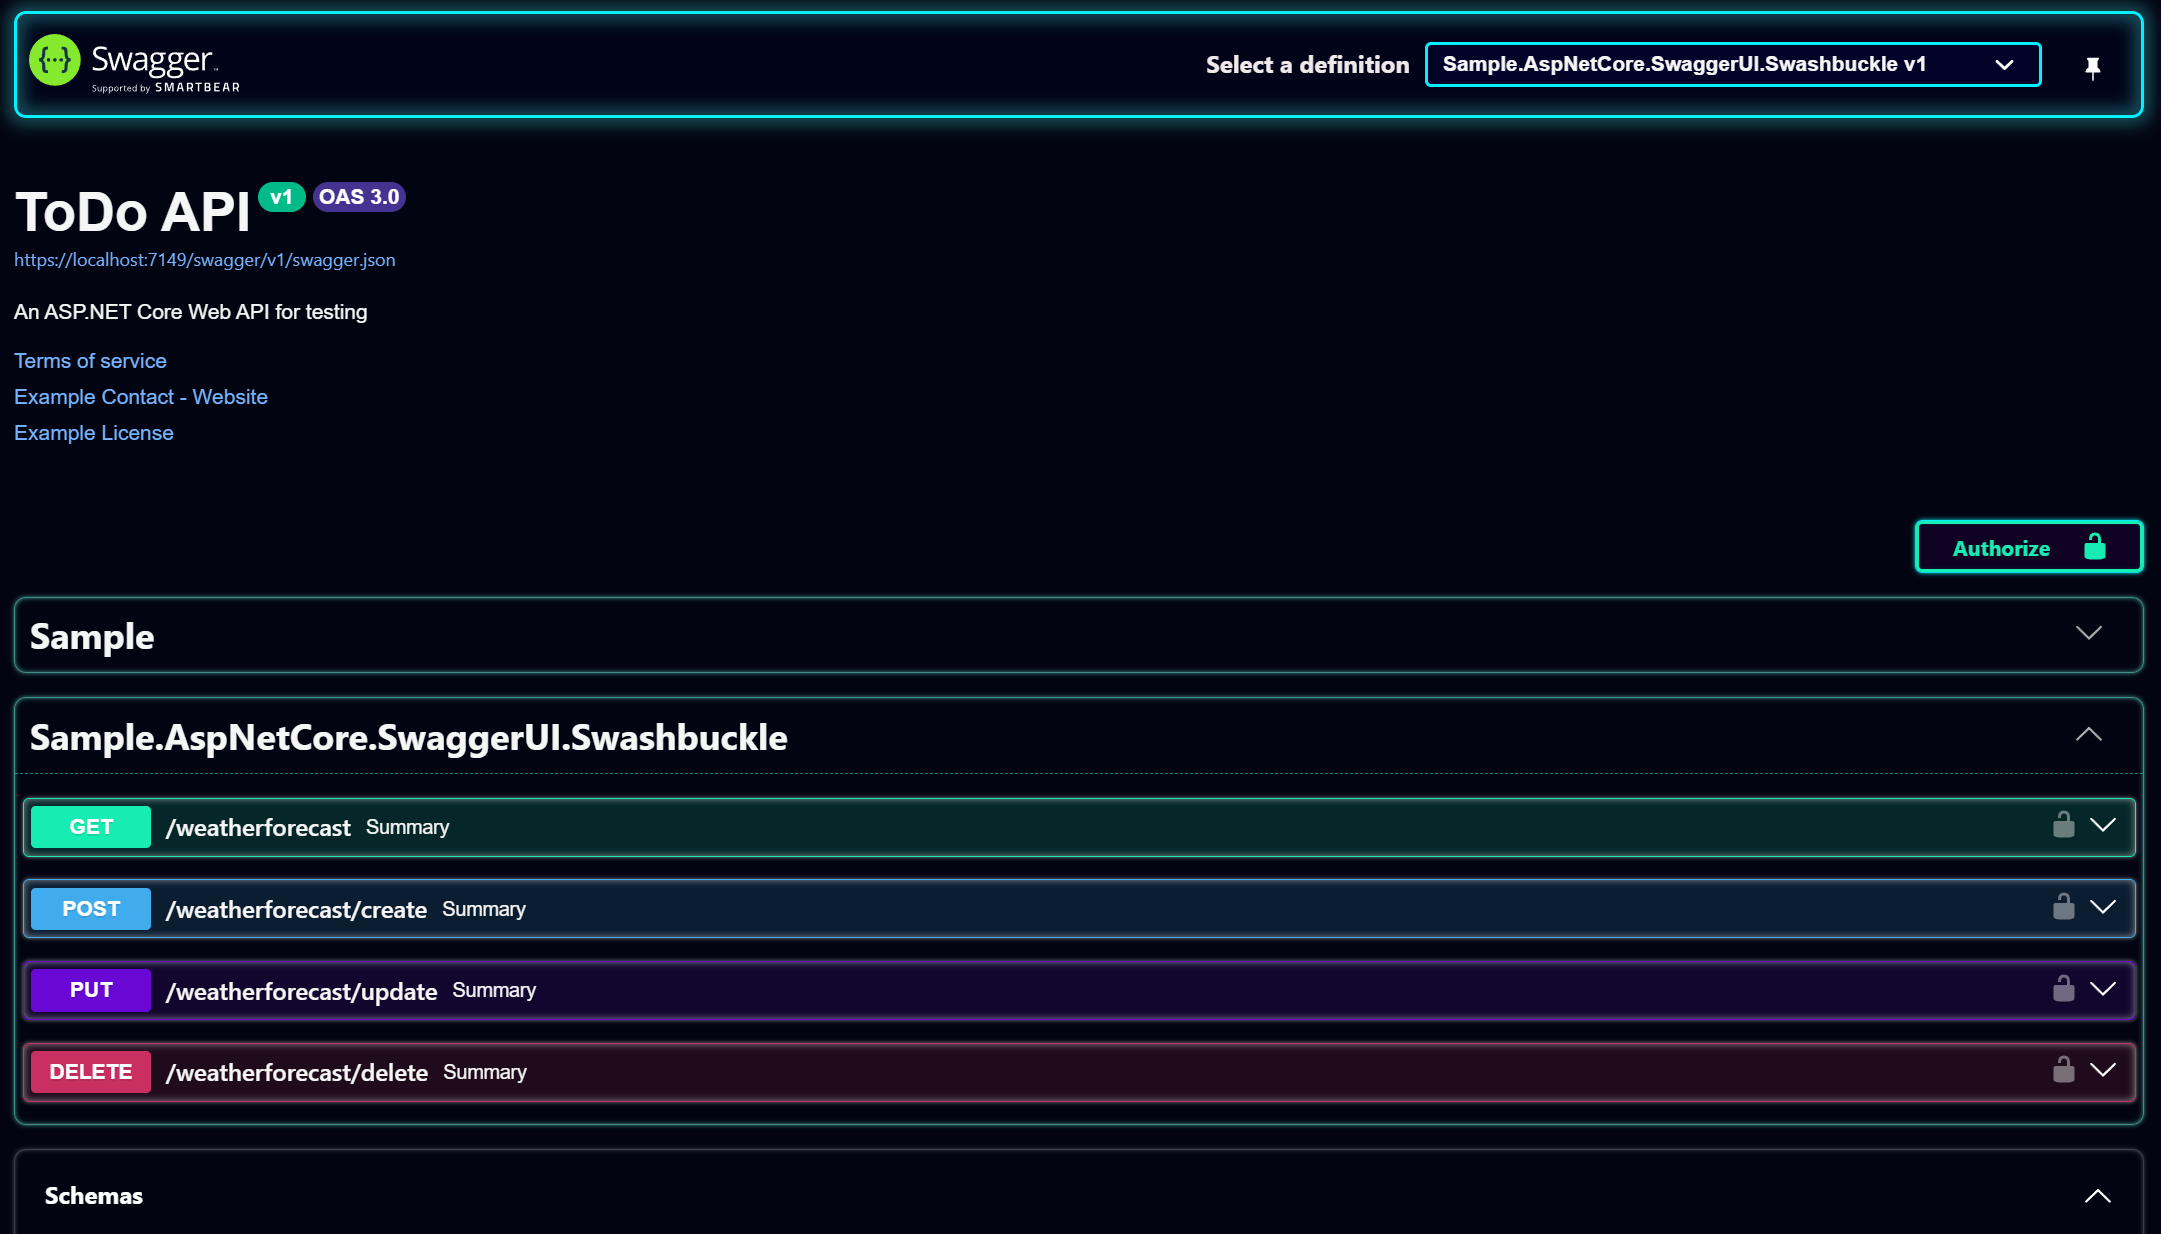 Swagger™
Supported by SMARTBEAR
Select a definition
Sample.AspNetCore.SwaggerUI.Swashbuckle v1
ToDo API v1 OAS 3.0
https://localhost:7149/swagger/v1/swagger.json
An ASP.NET Core Web API for testing
Terms of service
Example Contact - Website
Example License
Authorize
Sample
Sample.AspNetCore.SwaggerUI.Swashbuckle
GET /weatherforecast Summary
POST /weatherforecast/create Summary
PUT /weatherforecast/update Summary
DELETE /weatherforecast/delete Summary
Schemas